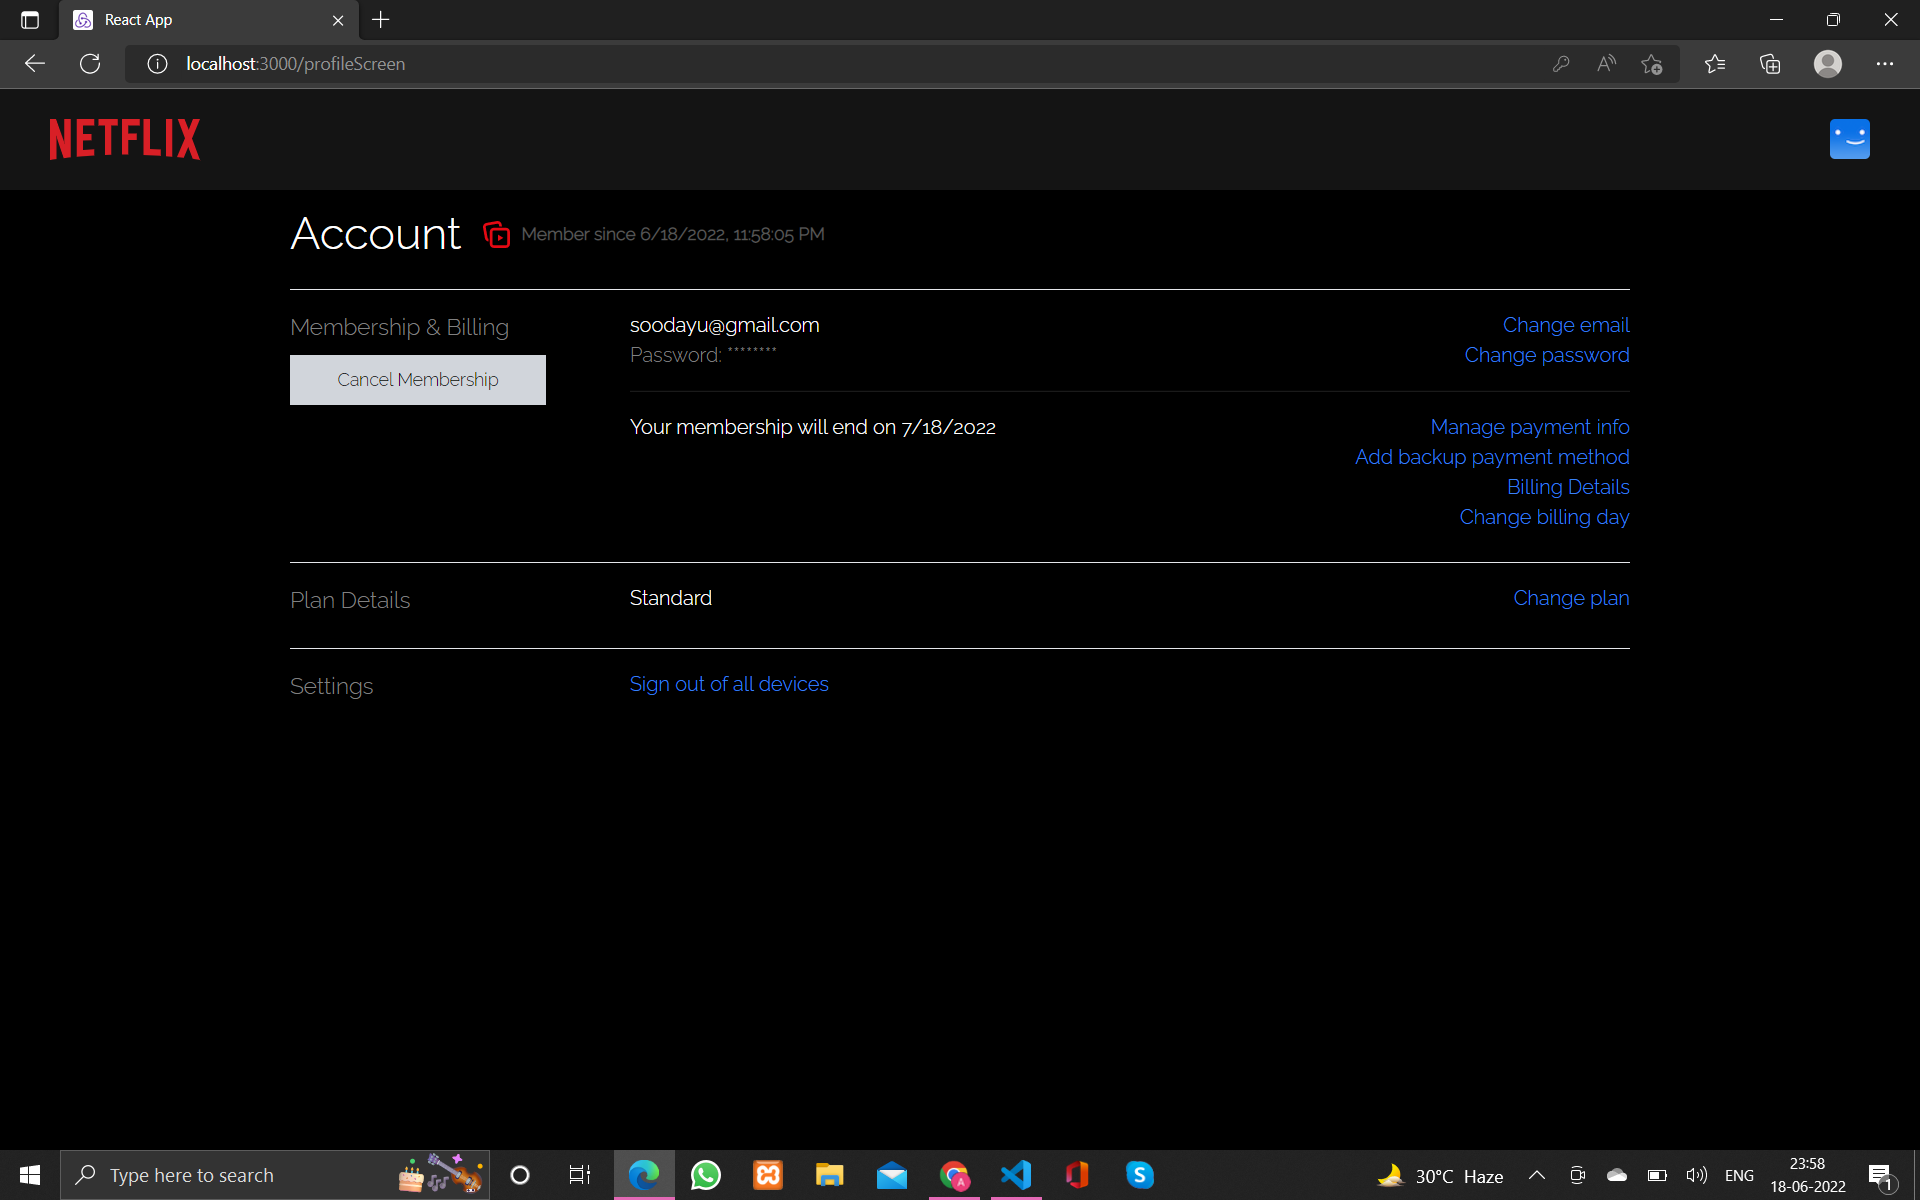 React App
localhost:3000/profileScreen
NETFLIX
Account Member since 6/18/2022, 11:58:05 PM
Membership & Billing
Cancel Membership
soodayu@gmail.com
Password: ********
Change email
Change password
Your membership will end on 7/18/2022
Manage payment info
Add backup payment method
Billing Details
Change billing day
Plan Details
Standard
Change plan
Settings
Sign out of all devices
Type here to search
A
S
30°C Haze
ENG
23:58
18-06-2022
1